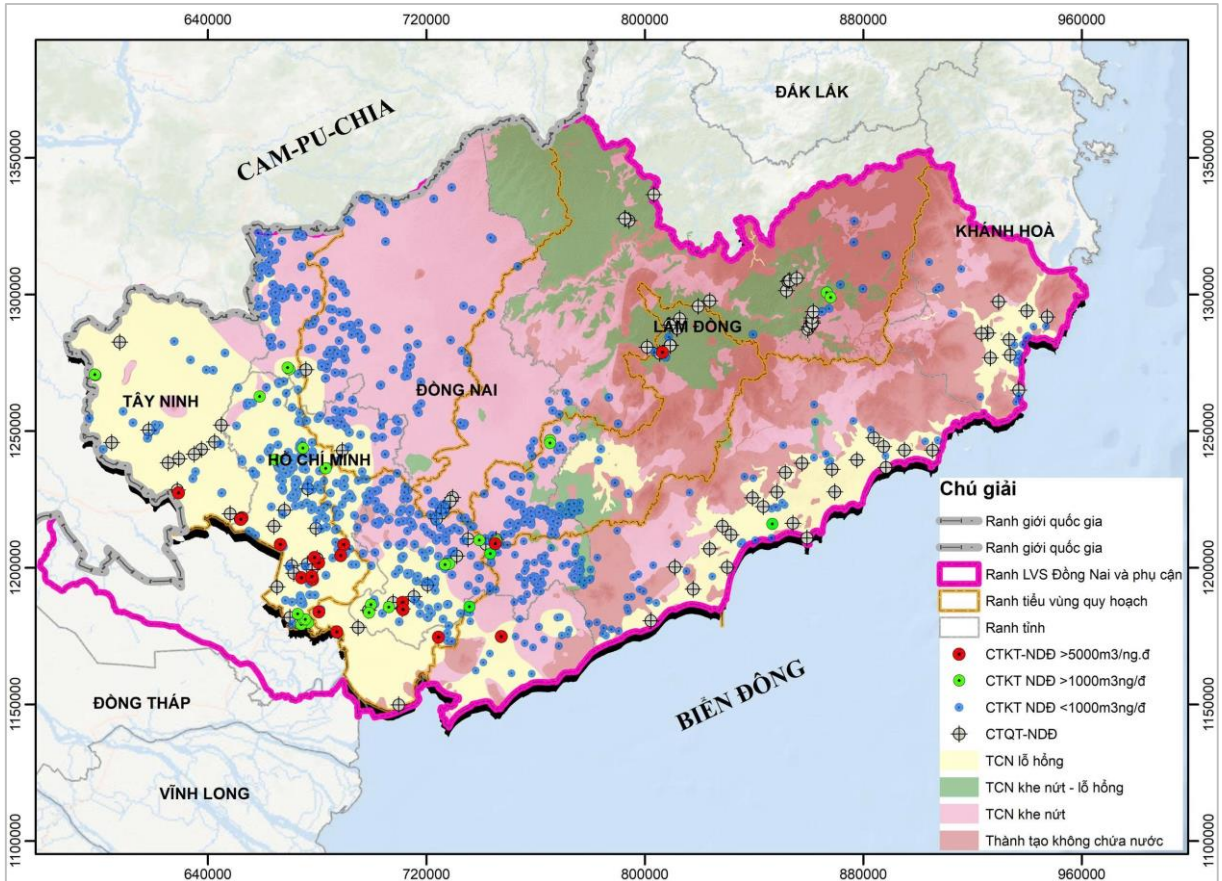 640000 720000 800000 880000 960000
ĐẮK LẮK
CAM-PU-CHIA
1350000 1350000
KHÁNH HOÀ
1300000 1300000
LÂM ĐỒNG
ĐỒNG NAI
TÂY NINH
1250000 1250000
HỒ CHÍ MINH
1200000 1200000
ĐỒNG THÁP
BIỂN ĐÔNG
1150000 1150000
VĨNH LONG
1100000 1100000
640000 720000 800000 880000 960000
Chú giải
Ranh giới quốc gia
Ranh giới quốc gia
Ranh LVS Đồng Nai và phụ cận
Ranh tiểu vùng quy hoạch
Ranh tỉnh
CTKT-NDĐ >5000m3/ng.đ
CTKT NDĐ >1000m3ng/đ
CTKT NDĐ <1000m3ng/đ
CTQT-NDĐ
TCN lỗ hổng
TCN khe nứt - lỗ hổng
TCN khe nứt
Thành tạo không chứa nước